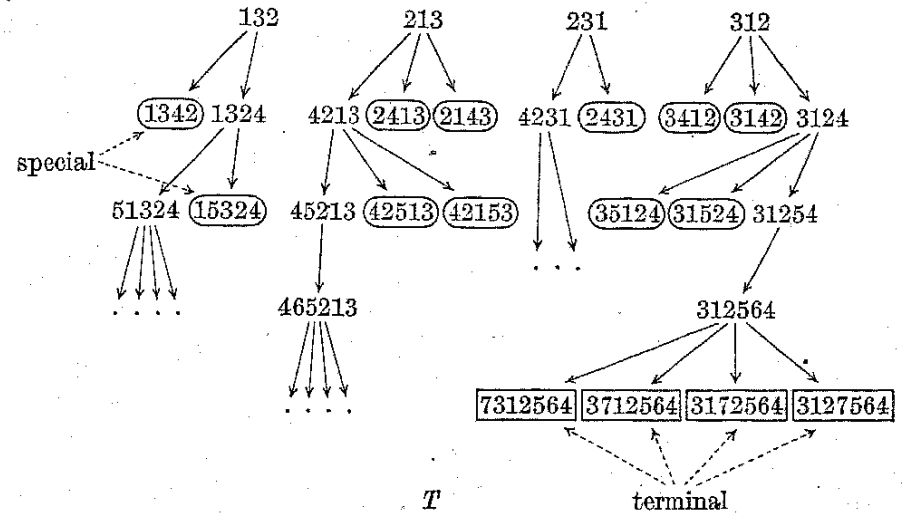 132 213 231 312
1342 1324 4213 2413 2143 4231 2431 3412 3142 3124
special
51324 15324 45213 42513 42153 35124 31524 31254
. . . . . . .
465213 312564
. . . .
7312564 3712564 3172564 3127564
T terminal